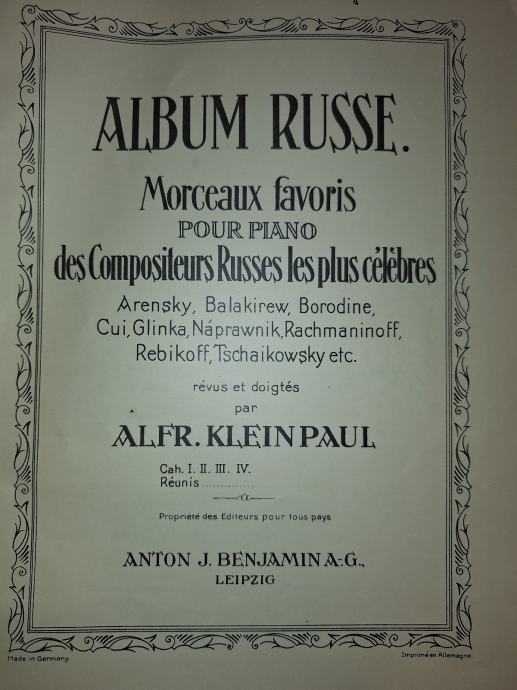 ALBUM RUSSE.
Morceaux favoris
POUR PIANO
des Compositeurs Russes les plus célèbres
Arensky, Balakirew, Borodine,
Cui, Glinka, Náprawnik, Rachmaninoff,
Rebikoff, Tschaikowsky etc.
révus et doigtés
par
ALFR. KLEINPAUL
Cah. I. II. III. IV.
Réunis..............
Propriété des Editeurs pour tous pays
ANTON J. BENJAMIN A.-G.,
LEIPZIG
Made in Germany.
Imprimé en Allemagne.